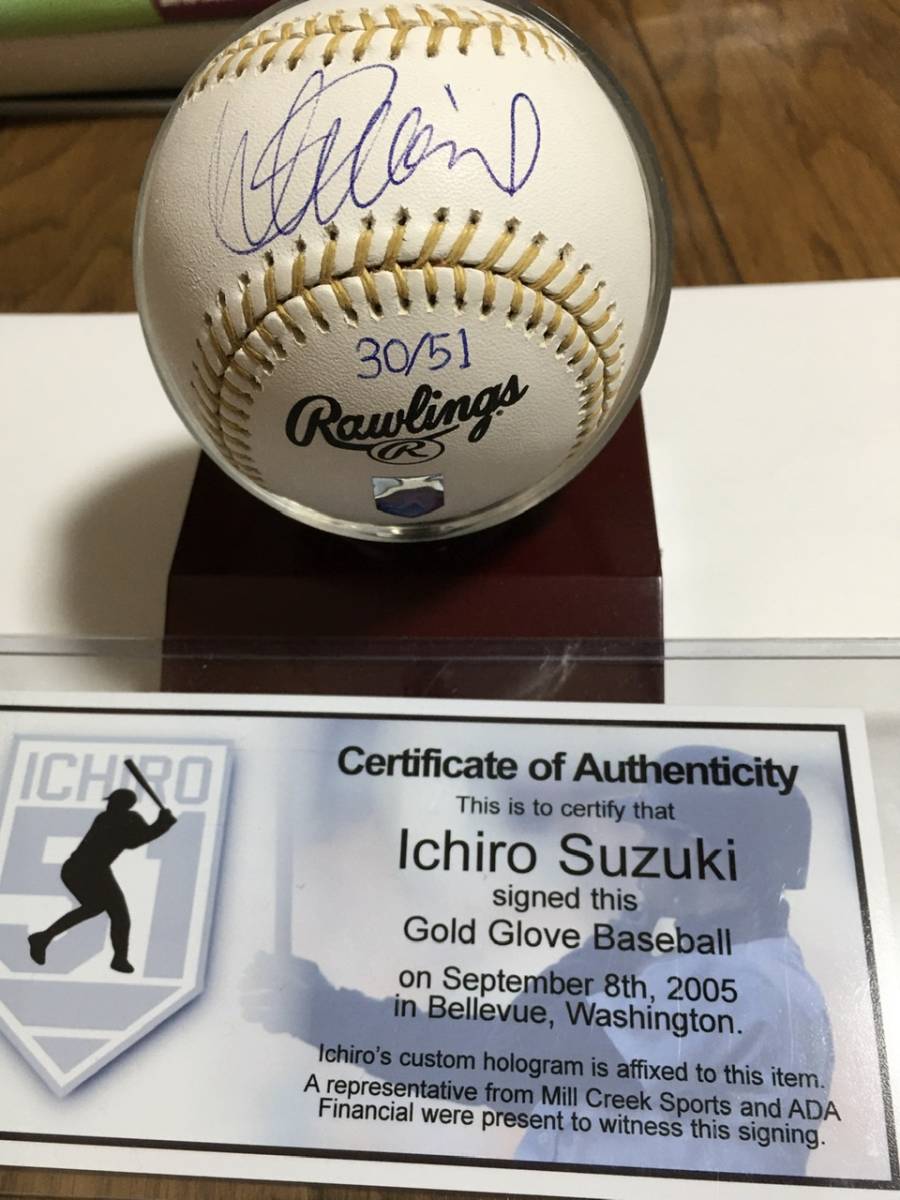 Ichiro
30/51
Rawlings
R
ICHIRO
51
Certificate of Authenticity
This is to certify that
Ichiro Suzuki
signed this
Gold Glove Baseball
on September 8th, 2005
in Bellevue, Washington.
Ichiro's custom hologram is affixed to this item.
A representative from Mill Creek Sports and ADA
Financial were present to witness this signing.